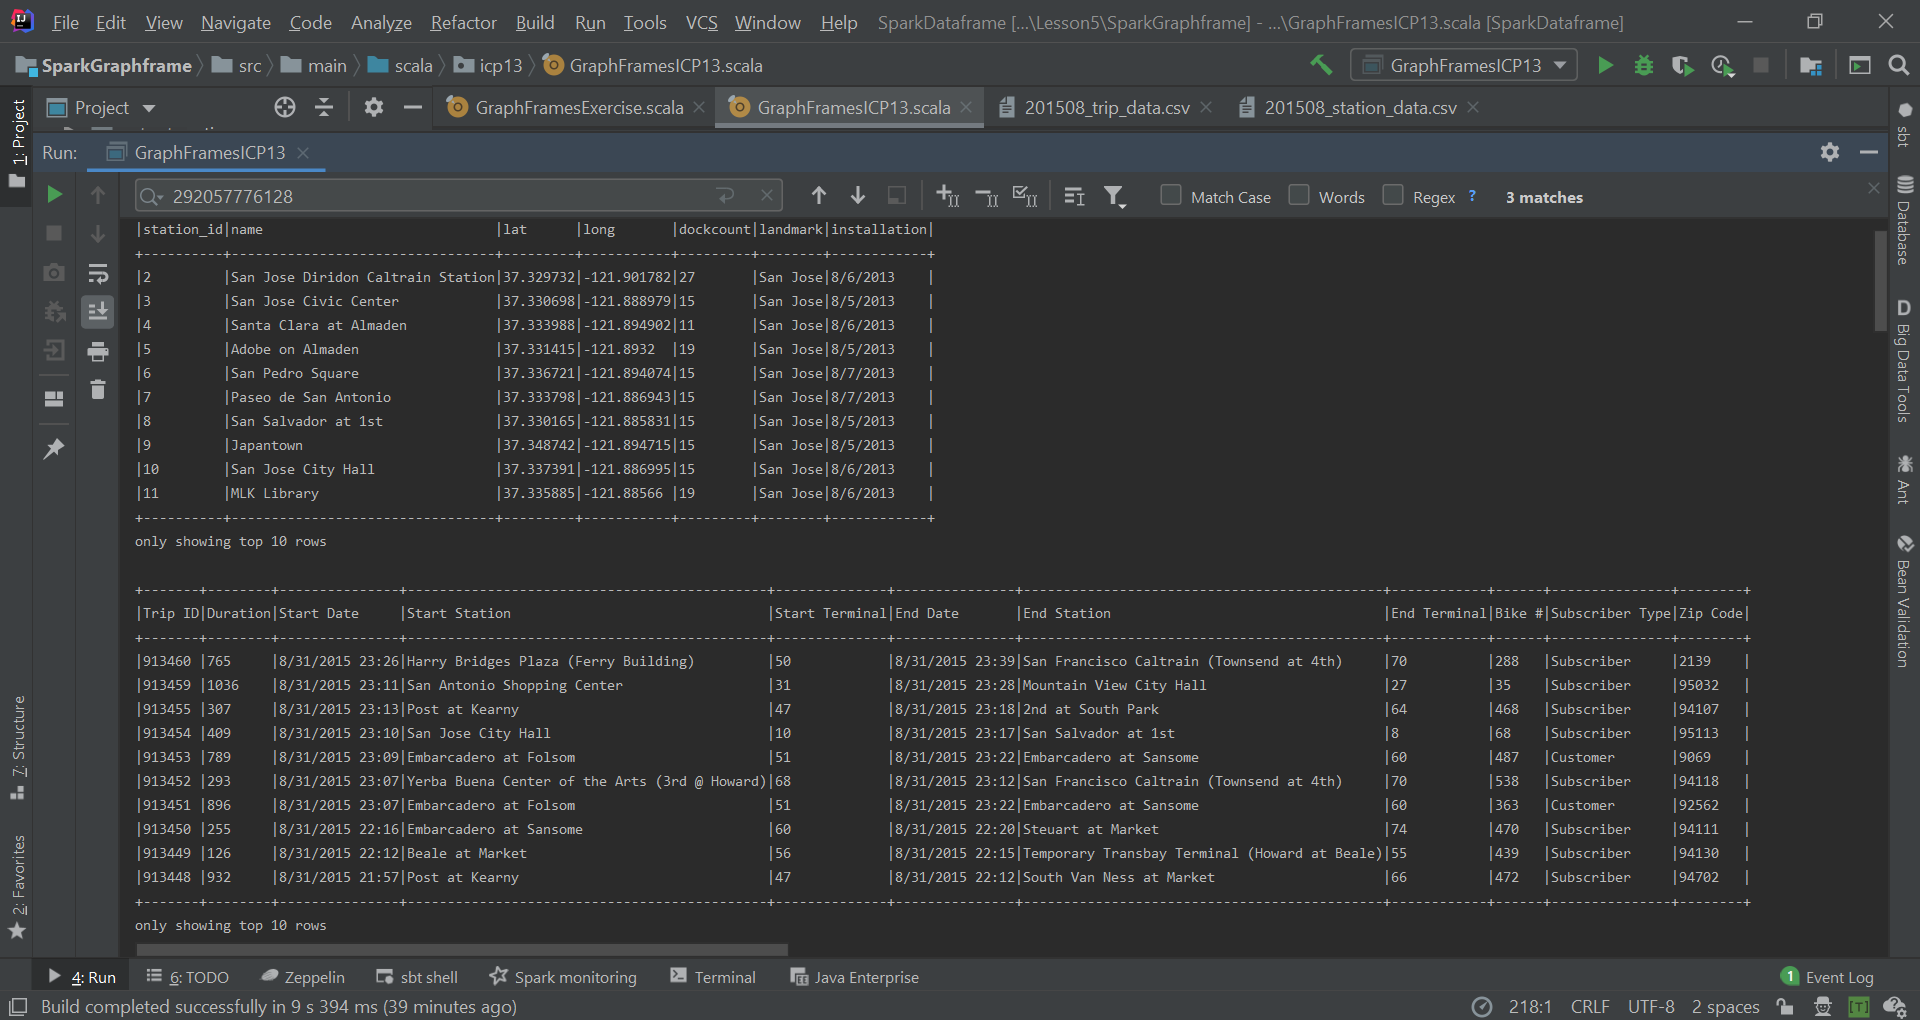 File Edit View Navigate Code Analyze Refactor Build Run Tools VCS Window Help SparkDataframe [...\Lesson5\SparkGraphframe] - ...\GraphFramesICP13.scala [SparkDataframe]
SparkGraphframe src main scala icp13 GraphFramesICP13.scala GraphFramesICP13
Project GraphFramesExercise.scala GraphFramesICP13.scala 201508_trip_data.csv 201508_station_data.csv
Run: GraphFramesICP13
292057776128 Match Case Words Regex ? 3 matches
|station_id|name                             |lat      |long       |dockcount|landmark|installation|
+----------+---------------------------------+---------+-----------+---------+--------+------------+
|2         |San Jose Diridon Caltrain Station|37.329732|-121.901782|27       |San Jose|8/6/2013    |
|3         |San Jose Civic Center            |37.330698|-121.888979|15       |San Jose|8/5/2013    |
|4         |Santa Clara at Almaden           |37.333988|-121.894902|11       |San Jose|8/6/2013    |
|5         |Adobe on Almaden                 |37.331415|-121.8932  |19       |San Jose|8/5/2013    |
|6         |San Pedro Square                 |37.336721|-121.894074|15       |San Jose|8/7/2013    |
|7         |Paseo de San Antonio             |37.333798|-121.886943|15       |San Jose|8/7/2013    |
|8         |San Salvador at 1st              |37.330165|-121.885831|15       |San Jose|8/5/2013    |
|9         |Japantown                        |37.348742|-121.894715|15       |San Jose|8/5/2013    |
|10        |San Jose City Hall               |37.337391|-121.886995|15       |San Jose|8/6/2013    |
|11        |MLK Library                      |37.335885|-121.88566 |19       |San Jose|8/6/2013    |
+----------+---------------------------------+---------+-----------+---------+--------+------------+
only showing top 10 rows
+-------+--------+---------------+---------------------------------------------+--------------+---------------+---------------------------------------------+------------+------+---------------+--------+
|Trip ID|Duration|Start Date     |Start Station                                |Start Terminal|End Date       |End Station                                  |End Terminal|Bike #|Subscriber Type|Zip Code|
+-------+--------+---------------+---------------------------------------------+--------------+---------------+---------------------------------------------+------------+------+---------------+--------+
|913460 |765     |8/31/2015 23:26|Harry Bridges Plaza (Ferry Building)         |50            |8/31/2015 23:39|San Francisco Caltrain (Townsend at 4th)     |70          |288   |Subscriber     |2139    |
|913459 |1036    |8/31/2015 23:11|San Antonio Shopping Center                  |31            |8/31/2015 23:28|Mountain View City Hall                      |27          |35    |Subscriber     |95032   |
|913455 |307     |8/31/2015 23:13|Post at Kearny                               |47            |8/31/2015 23:18|2nd at South Park                            |64          |468   |Subscriber     |94107   |
|913454 |409     |8/31/2015 23:10|San Jose City Hall                           |10            |8/31/2015 23:17|San Salvador at 1st                          |8           |68    |Subscriber     |95113   |
|913453 |789     |8/31/2015 23:09|Embarcadero at Folsom                        |51            |8/31/2015 23:22|Embarcadero at Sansome                       |60          |487   |Customer       |9069    |
|913452 |293     |8/31/2015 23:07|Yerba Buena Center of the Arts (3rd @ Howard)|68            |8/31/2015 23:12|San Francisco Caltrain (Townsend at 4th)     |70          |538   |Subscriber     |94118   |
|913451 |896     |8/31/2015 23:07|Embarcadero at Folsom                        |51            |8/31/2015 23:22|Embarcadero at Sansome                       |60          |363   |Customer       |92562   |
|913450 |255     |8/31/2015 22:16|Embarcadero at Sansome                       |60            |8/31/2015 22:20|Steuart at Market                            |74          |470   |Subscriber     |94111   |
|913449 |126     |8/31/2015 22:12|Beale at Market                              |56            |8/31/2015 22:15|Temporary Transbay Terminal (Howard at Beale)|55          |439   |Subscriber     |94130   |
|913448 |932     |8/31/2015 21:57|Post at Kearny                               |47            |8/31/2015 22:12|South Van Ness at Market                     |66          |472   |Subscriber     |94702   |
+-------+--------+---------------+---------------------------------------------+--------------+---------------+---------------------------------------------+------------+------+---------------+--------+
only showing top 10 rows
1: Project
7: Structure
2: Favorites
sbt
Database
D Big Data Tools
Ant
Bean Validation
4: Run 6: TODO Zeppelin sbt shell Spark monitoring Terminal Java Enterprise 1 Event Log
Build completed successfully in 9 s 394 ms (39 minutes ago) 218:1 CRLF UTF-8 2 spaces [T]